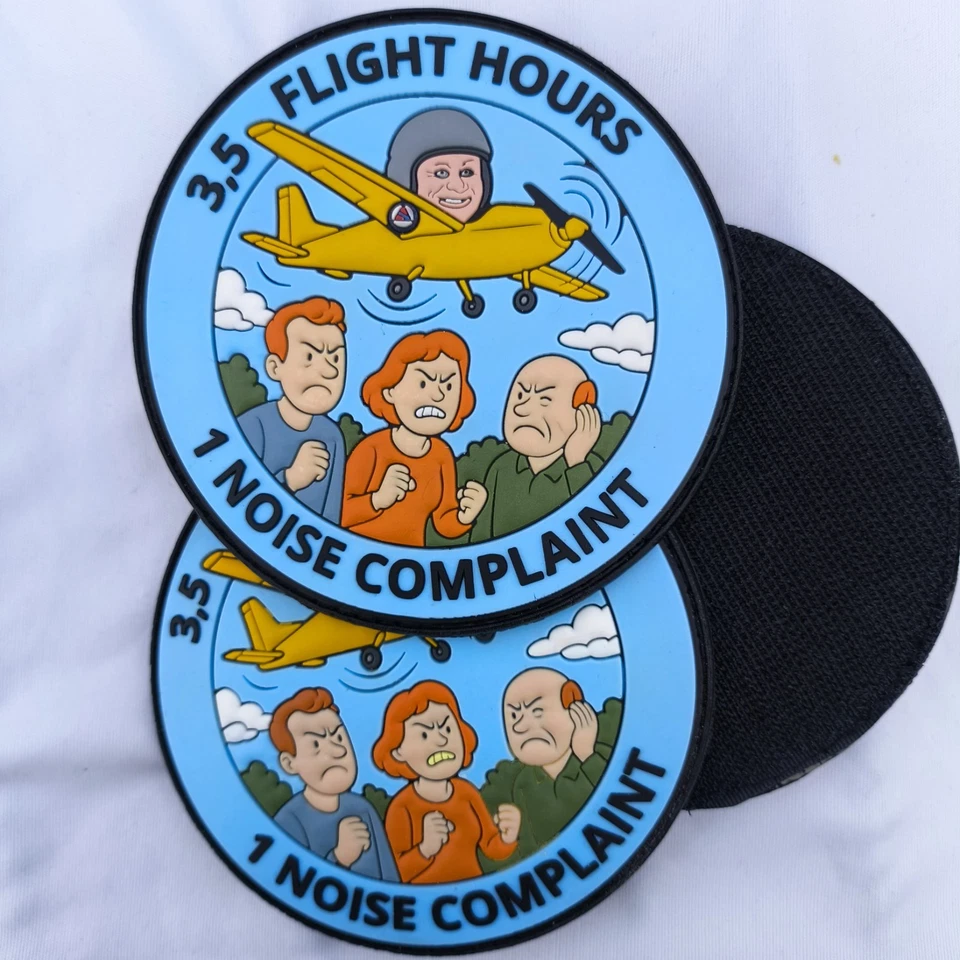 3,5 FLIGHT HOURS
1 NOISE COMPLAINT
3,5
1 NOISE COMPLAINT